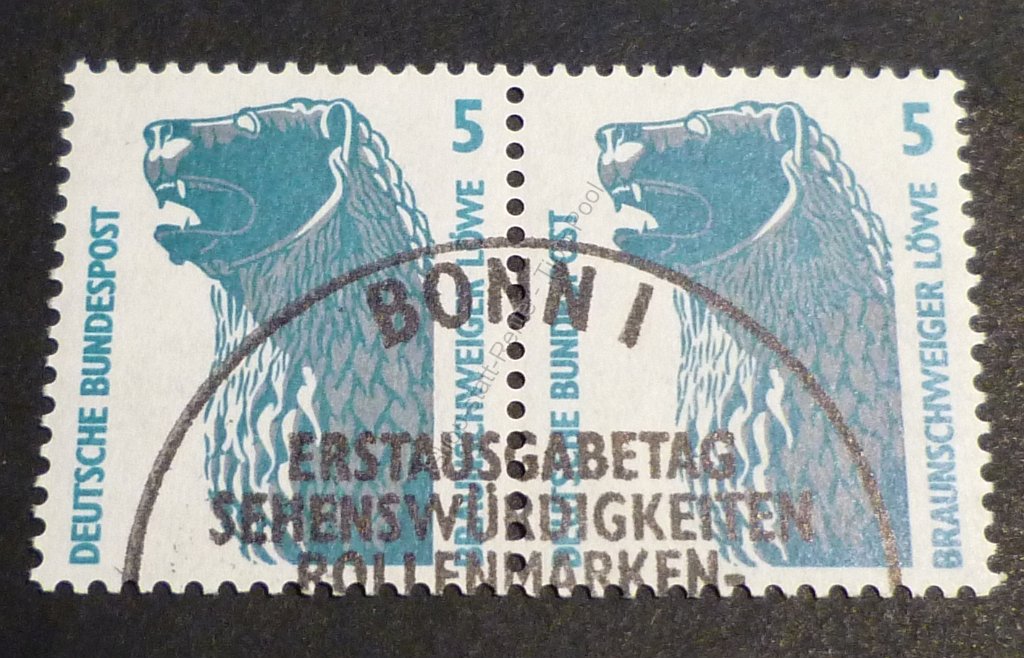 DEUTSCHE BUNDESPOST
5
BRAUNSCHWEIGER LÖWE
DEUTSCHE BUNDESPOST
5
BRAUNSCHWEIGER LÖWE
BONN 1
ERSTAUSGABETAG
SEHENSWÜRDIGKEITEN
ROLLENMARKEN-